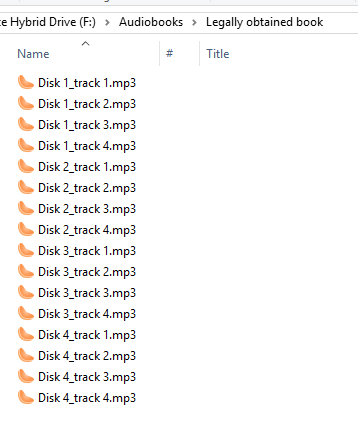 te Hybrid Drive (F:) > Audiobooks > Legally obtained book
Name # Title
Disk 1_track 1.mp3
Disk 1_track 2.mp3
Disk 1_track 3.mp3
Disk 1_track 4.mp3
Disk 2_track 1.mp3
Disk 2_track 2.mp3
Disk 2_track 3.mp3
Disk 2_track 4.mp3
Disk 3_track 1.mp3
Disk 3_track 2.mp3
Disk 3_track 3.mp3
Disk 3_track 4.mp3
Disk 4_track 1.mp3
Disk 4_track 2.mp3
Disk 4_track 3.mp3
Disk 4_track 4.mp3